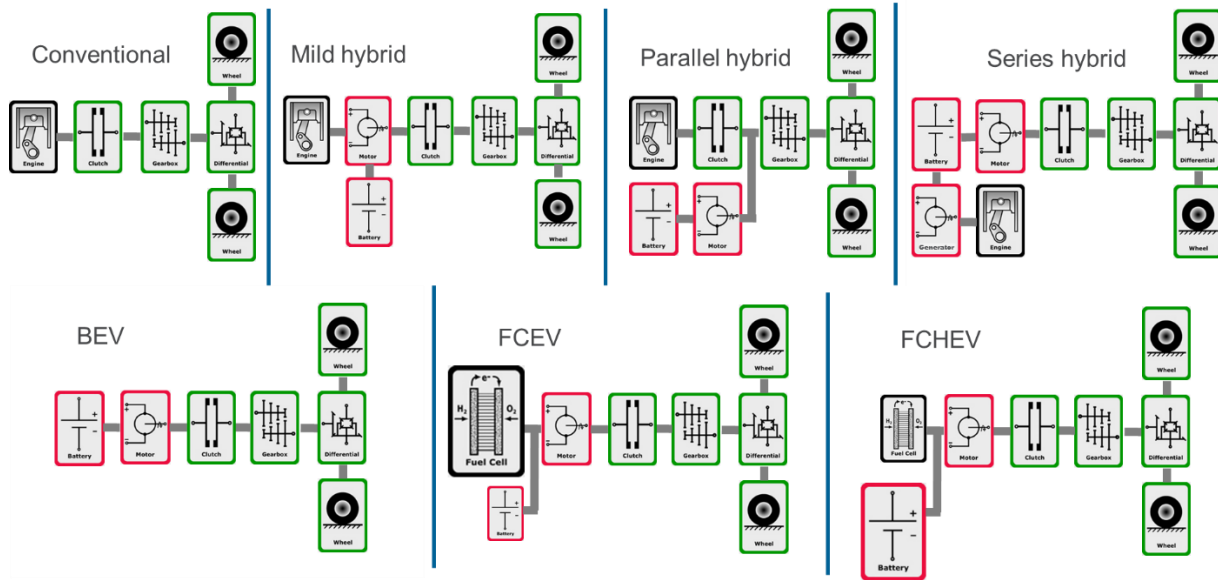 Conventional
Engine
Clutch
Gearbox
Wheel
Differential
Wheel
Mild hybrid
Engine
+
−
Motor
Clutch
Gearbox
Wheel
Differential
Wheel
+
−
Battery
Parallel hybrid
Engine
Clutch
Gearbox
Wheel
Differential
Wheel
+
−
Battery
+
−
Motor
Series hybrid
+
−
Battery
+
−
Motor
Clutch
Gearbox
Wheel
Differential
Wheel
+
−
Generator
Engine
BEV
+
−
Battery
+
−
Motor
Clutch
Gearbox
Wheel
Differential
Wheel
FCEV
e-
H2 O2
Fuel Cell
+
−
Motor
Clutch
Gearbox
Wheel
Differential
Wheel
+
−
Battery
FCHEV
e-
H2 O2
Fuel Cell
+
−
Motor
Clutch
Gearbox
Wheel
Differential
Wheel
+
−
Battery